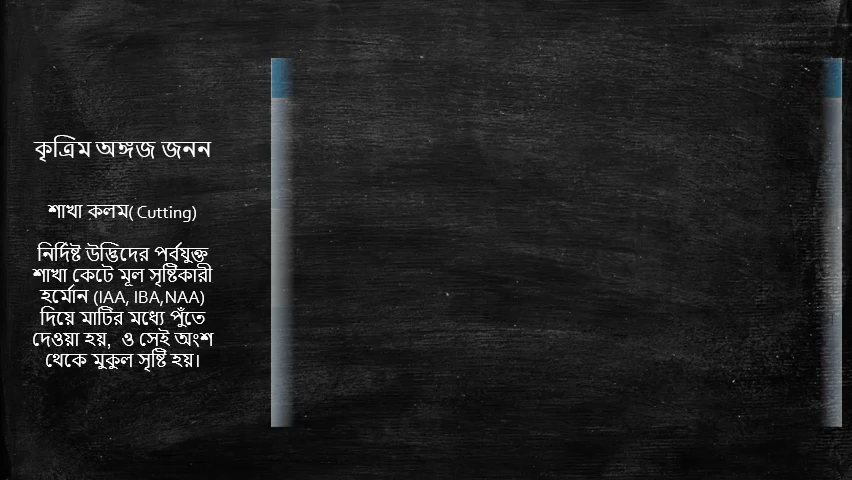 কৃত্রিম অঙ্গজ জনন
শাখা কলম( Cutting)
নির্দিষ্ট উদ্ভিদের পর্বযুক্ত
শাখা কেটে মূল সৃষ্টিকারী
হর্মোন (IAA, IBA,NAA)
দিয়ে মাটির মধ্যে পুঁতে
দেওয়া হয়, ও সেই অংশ
থেকে মুকুল সৃষ্টি হয়।